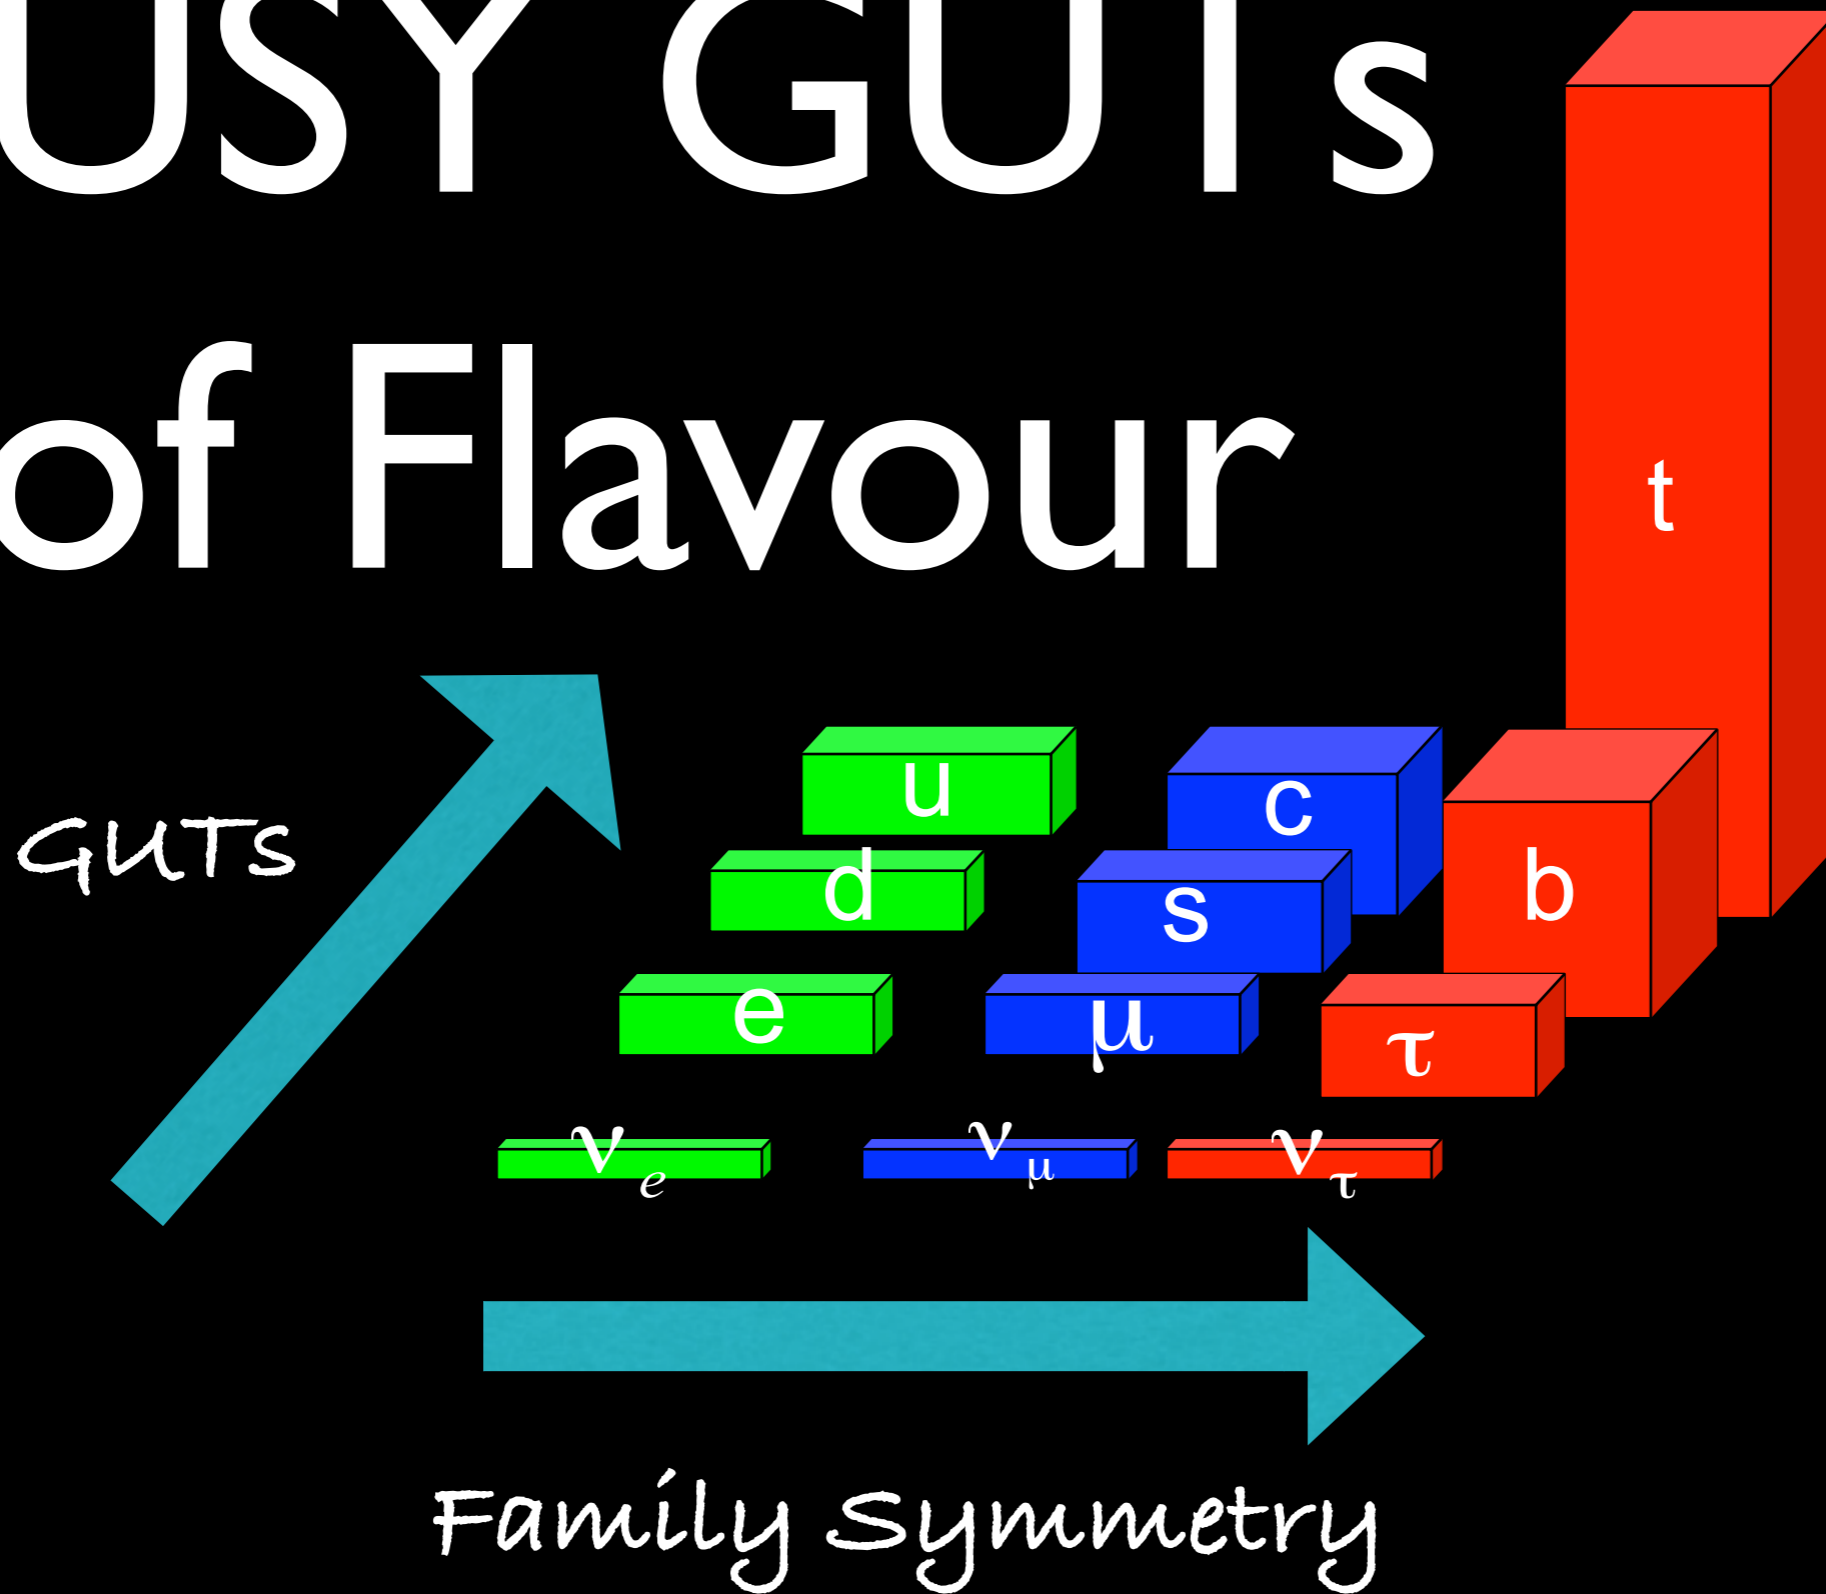 USY GUTs
of Flavour
t
u
c
d
s
b
GUTs
e
μ
τ
ν e
ν μ
ν τ
Family Symmetry